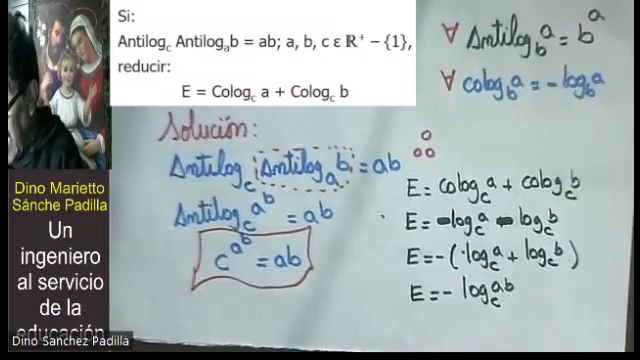 Si:
Antilog_c Antilog_a b = ab; a, b, c ε ℝ⁺ – {1},
reducir:
E = Colog_c a + Colog_c b
∀ Antilog_b a = b^a
∀ colog_b a = -log_b a
Solución:
Antilog_c Antilog_a b = ab
Antilog_c a^b = ab
c^(a^b) = ab
E = colog_c a + colog_c b
E = -log_c a - log_c b
E = -(log_c a + log_c b)
E = - log_c ab
Dino Marietto
Sánche Padilla
Un
ingeniero
al servicio
de la
educación
Dino Sanchez Padilla